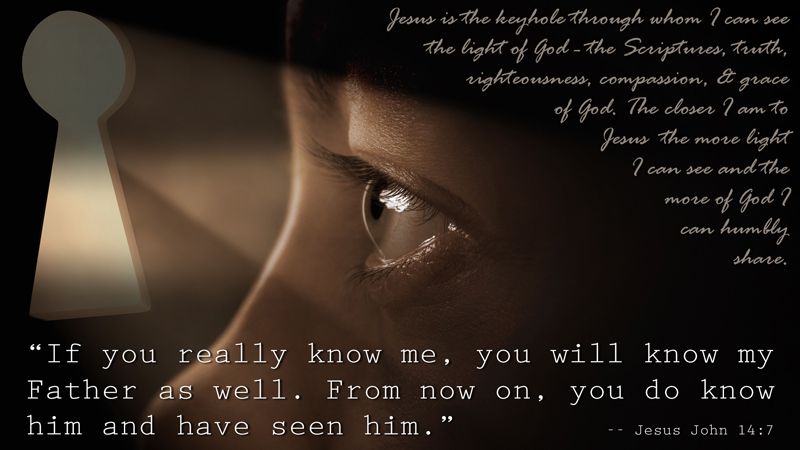 Jesus is the keyhole through whom I can see
the light of God - the Scriptures, truth,
righteousness, compassion, & grace
of God. The closer I am to
Jesus the more light
I can see and the
more of God I
can humbly
share.
“If you really know me, you will know my
Father as well. From now on, you do know
him and have seen him.”
-- Jesus John 14:7